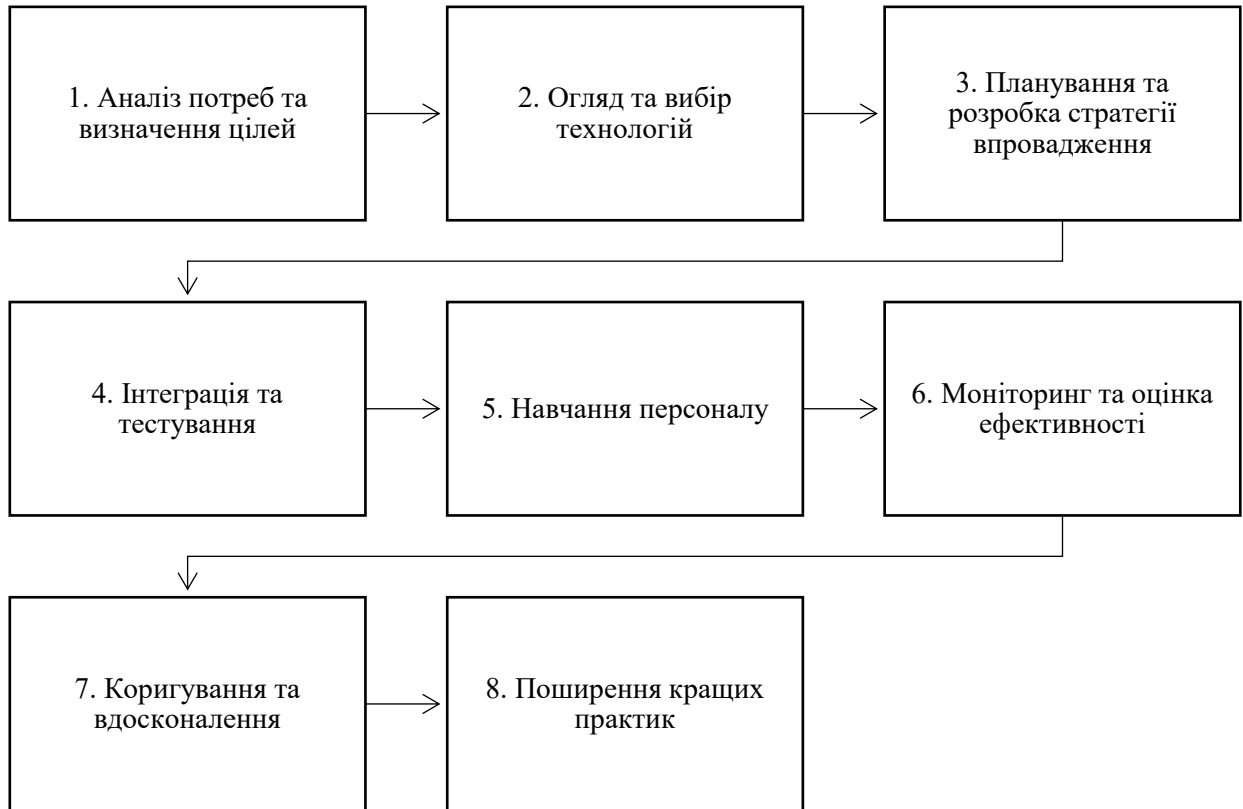 1. Аналіз потреб та
визначення цілей
2. Огляд та вибір
технологій
3. Планування та
розробка стратегії
впровадження
4. Інтеграція та
тестування
5. Навчання персоналу
6. Моніторинг та оцінка
ефективності
7. Коригування та
вдосконалення
8. Поширення кращих
практик